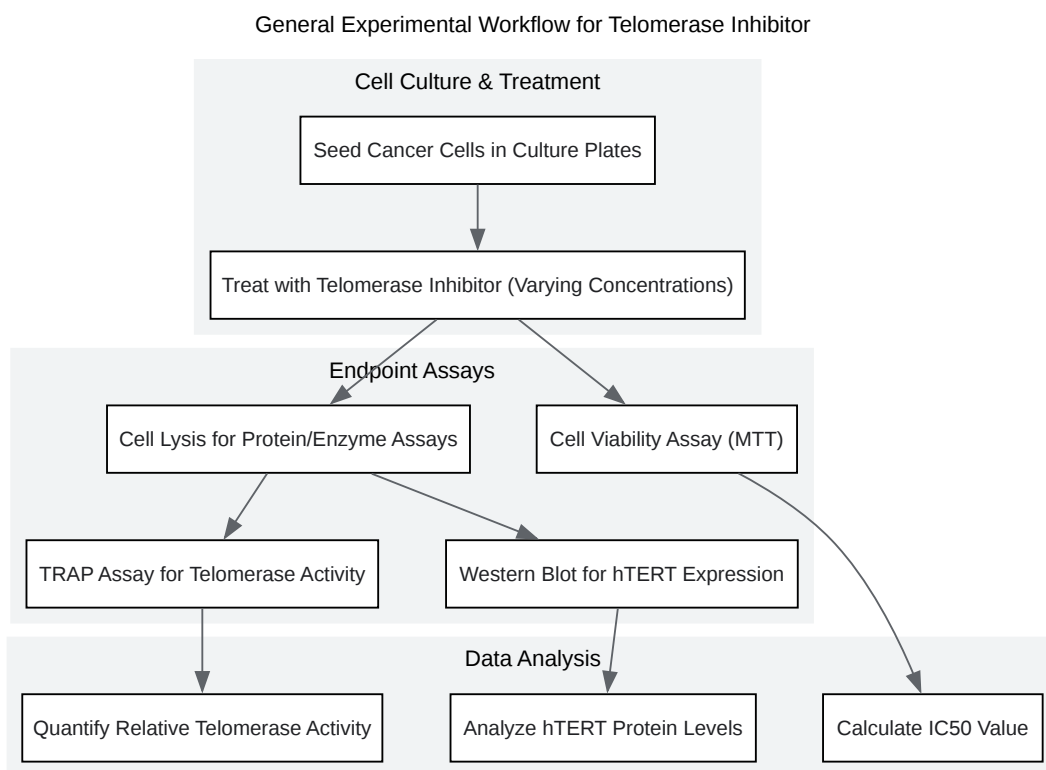 General Experimental Workflow for Telomerase Inhibitor
Cell Culture & Treatment
Seed Cancer Cells in Culture Plates
Treat with Telomerase Inhibitor (Varying Concentrations)
Endpoint Assays
Cell Lysis for Protein/Enzyme Assays
Cell Viability Assay (MTT)
TRAP Assay for Telomerase Activity
Western Blot for hTERT Expression
Data Analysis
Quantify Relative Telomerase Activity
Analyze hTERT Protein Levels
Calculate IC50 Value